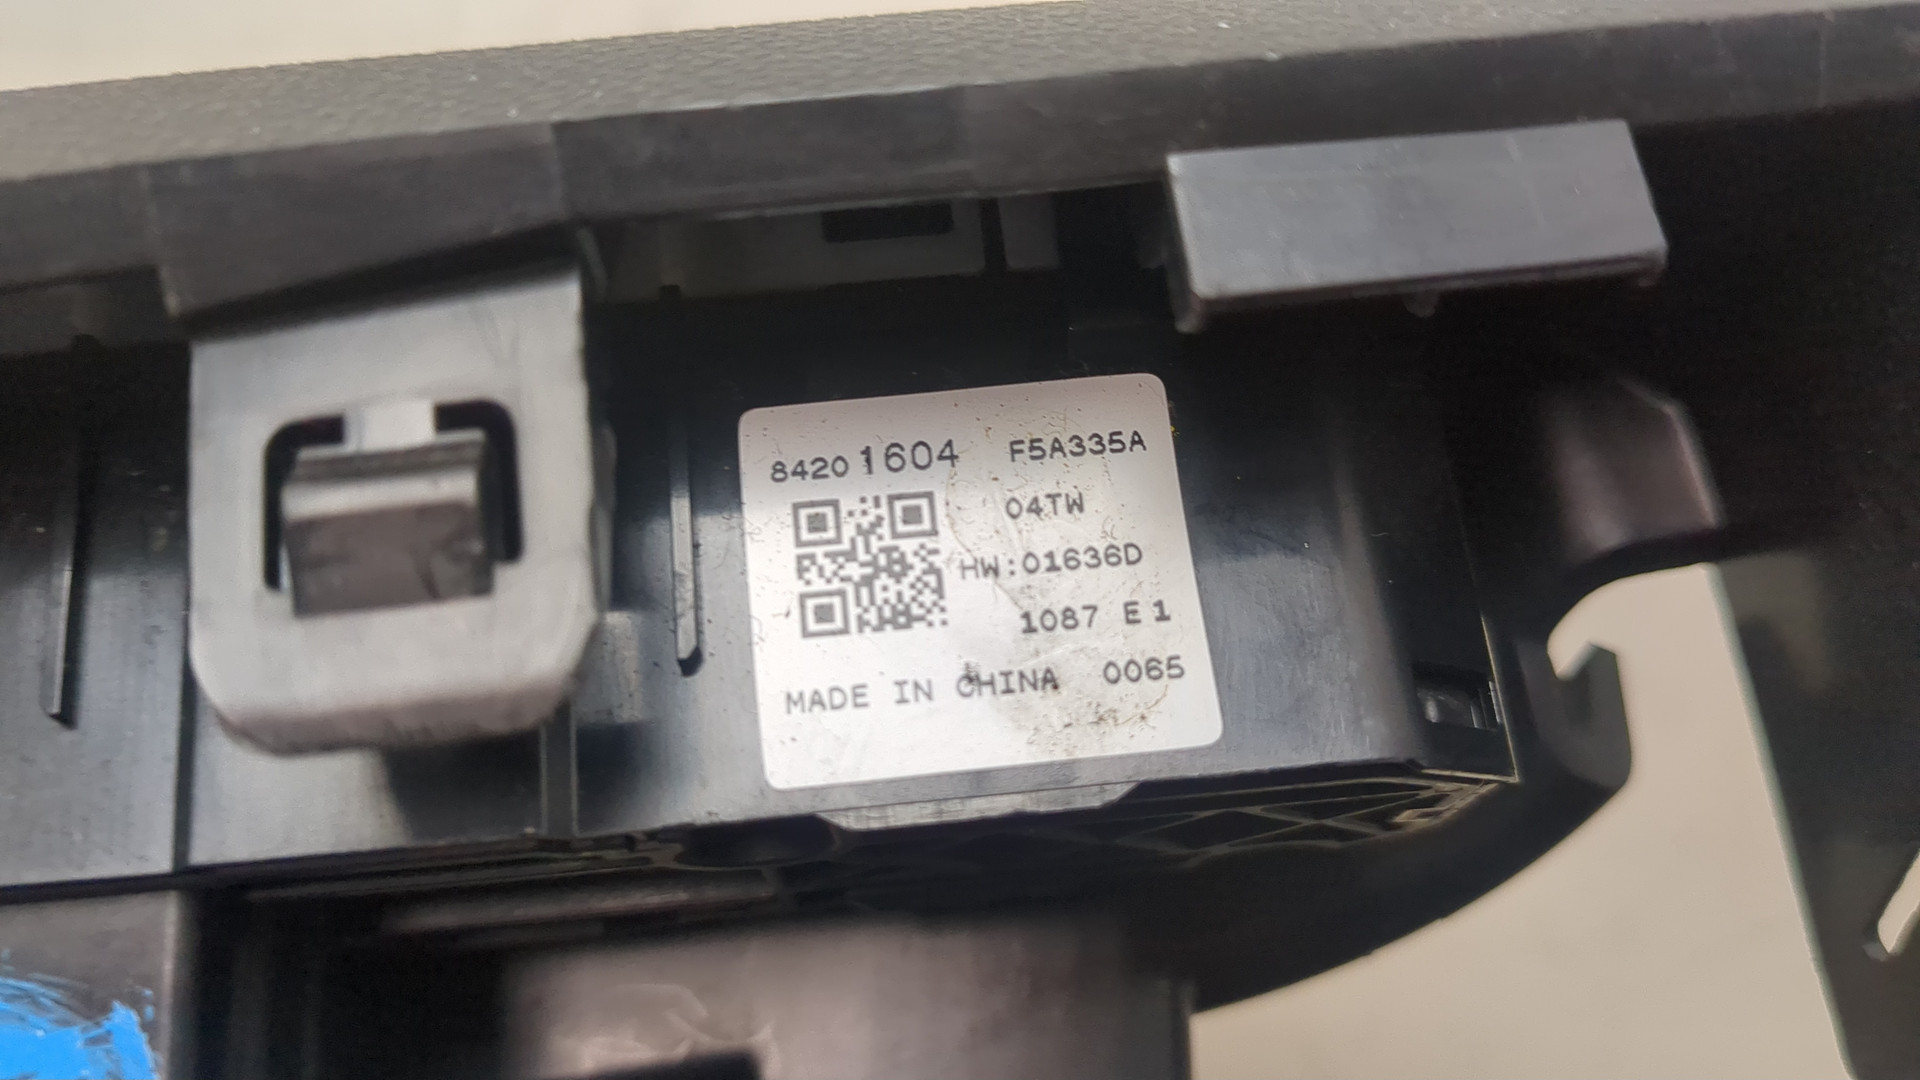 84201604 F5A335A
04TW
HW:01636D
1087 E1
MADE IN CHINA 0065